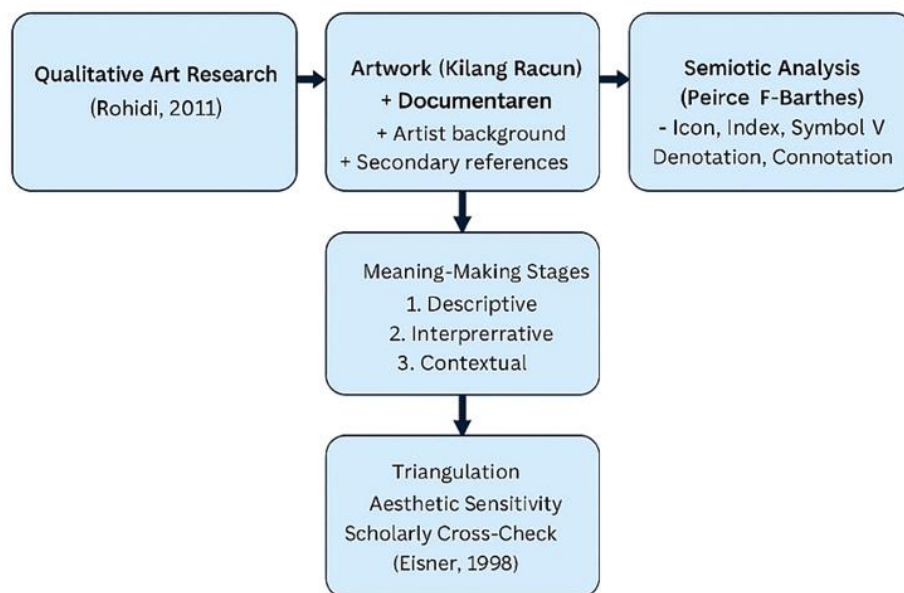 Qualitative Art Research
(Rohidi, 2011)
Artwork (Kilang Racun)
+ Documentaren
+ Artist background
+ Secondary references
Semiotic Analysis
(Peirce F-Barthes)
- Icon, Index, Symbol V
Denotation, Connotation
Meaning-Making Stages
1. Descriptive
2. Interprerrative
3. Contextual
Triangulation
Aesthetic Sensitivity
Scholarly Cross-Check
(Eisner, 1998)